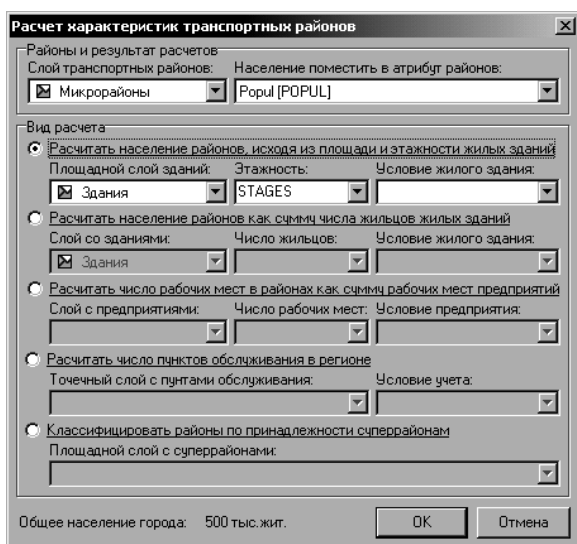 Расчет характеристик транспортных районов
Районы и результат расчетов
Слой транспортных районов: Население поместить в атрибут районов:
Микрорайоны Popul [POPUL]
Вид расчета
Расчитать население районов, исходя из площади и этажности жилых зданий
Площадной слой зданий: Этажность: Условие жилого здания:
Здания STAGES
Расчитать население районов как сумму числа жильцов жилых зданий
Слой со зданиями: Число жильцов: Условие жилого здания:
Здания
Расчитать число рабочих мест в районах как сумму рабочих мест предприятий
Слой с предприятиями: Число рабочих мест: Условие предприятия:
Расчитать число пунктов обслуживания в регионе
Точечный слой с пунтами обслуживания: Условие учета:
Классифицировать районы по принадлежности суперрайонам
Площадной слой с суперрайонами:
Общее население города: 500 тыс.жит. OK Отмена